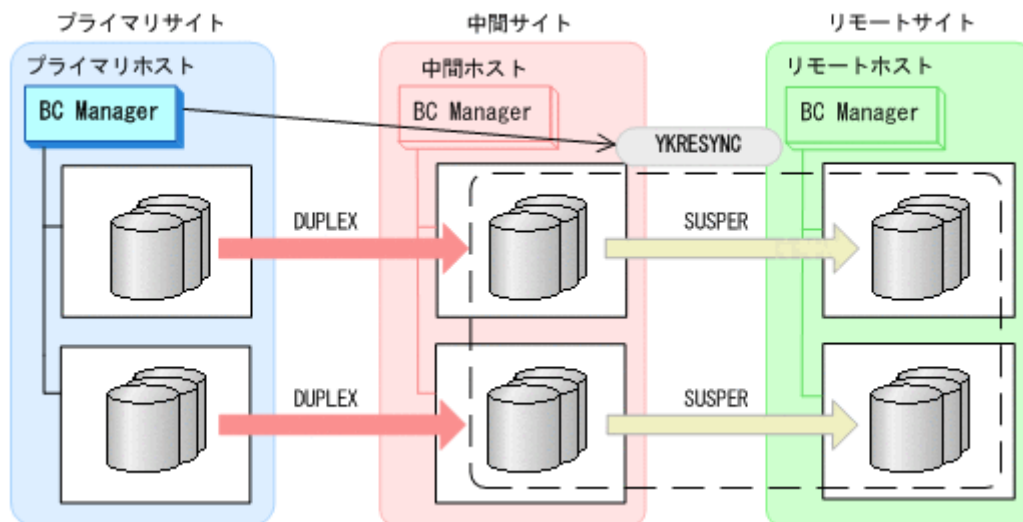 プライマリサイト
中間サイト
リモートサイト
プライマリホスト
中間ホスト
リモートホスト
BC Manager
BC Manager
BC Manager
YKRESYNC
DUPLEX
SUSPER
DUPLEX
SUSPER